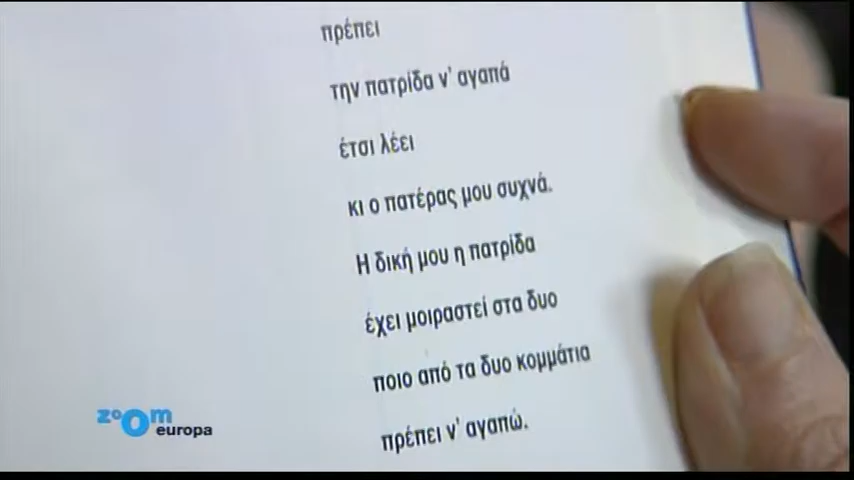 πρέπει
την πατρίδα ν' αγαπά
έτσι λέει
κι ο πατέρας μου συχνά.
Η δική μου η πατρίδα
έχει μοιραστεί στα δυο
ποιο από τα δυο κομμάτια
πρέπει ν' αγαπώ.
zoom
europa